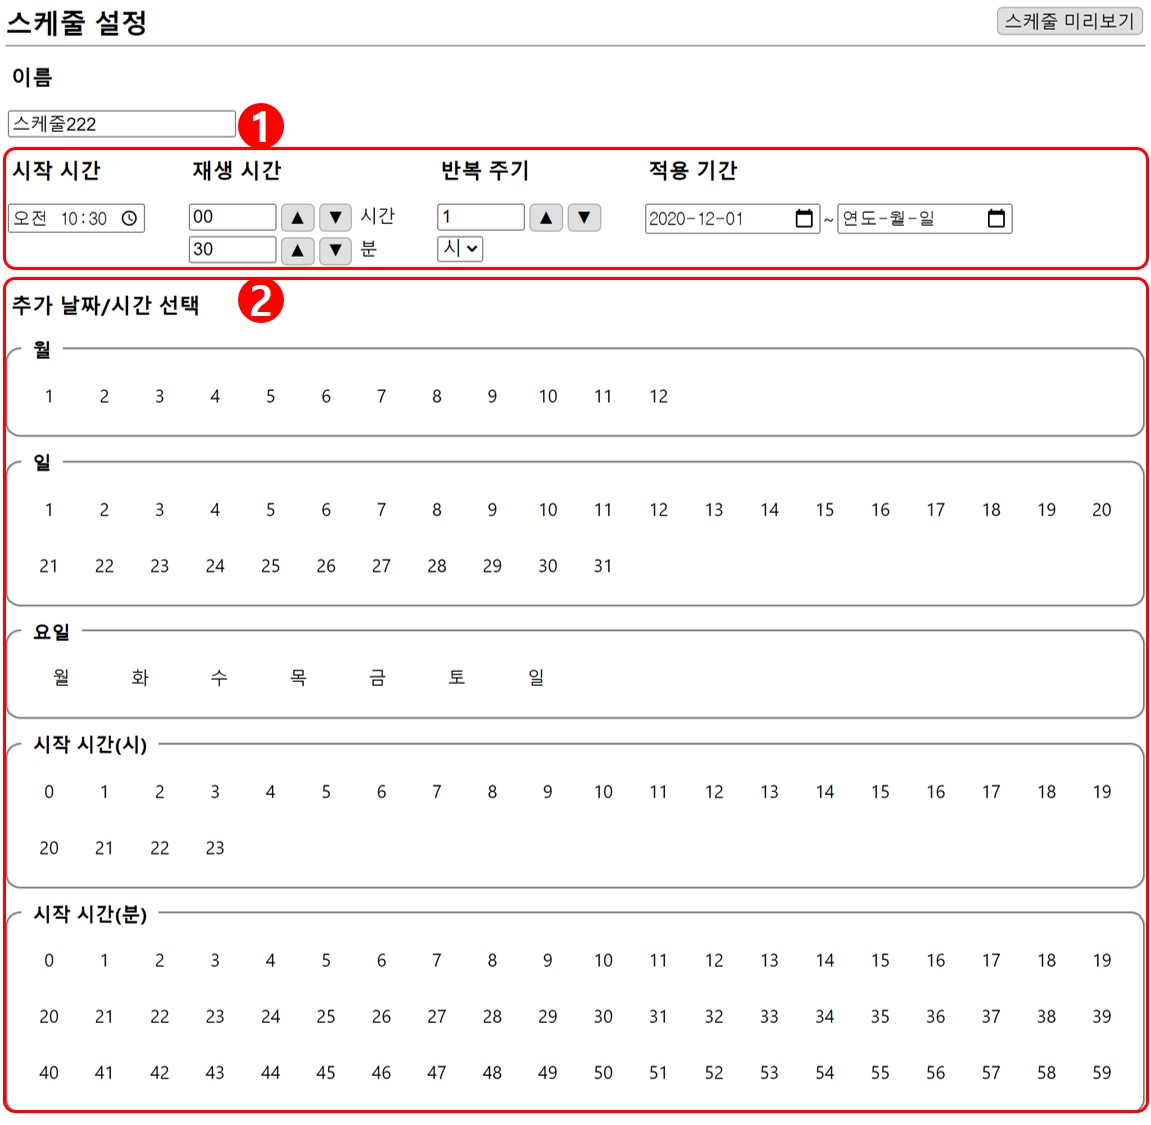 스케줄 설정 스케줄 미리보기
이름
스케줄222 1
시작 시간 재생 시간 반복 주기 적용 기간
오전 10:30 00 ▲ ▼ 시간 1 ▲ ▼ 2020-12-01 ~ 연도-월-일
30 ▲ ▼ 분 시
추가 날짜/시간 선택 2
월
1 2 3 4 5 6 7 8 9 10 11 12
일
1 2 3 4 5 6 7 8 9 10 11 12 13 14 15 16 17 18 19 20
21 22 23 24 25 26 27 28 29 30 31
요일
월 화 수 목 금 토 일
시작 시간(시)
0 1 2 3 4 5 6 7 8 9 10 11 12 13 14 15 16 17 18 19
20 21 22 23
시작 시간(분)
0 1 2 3 4 5 6 7 8 9 10 11 12 13 14 15 16 17 18 19
20 21 22 23 24 25 26 27 28 29 30 31 32 33 34 35 36 37 38 39
40 41 42 43 44 45 46 47 48 49 50 51 52 53 54 55 56 57 58 59